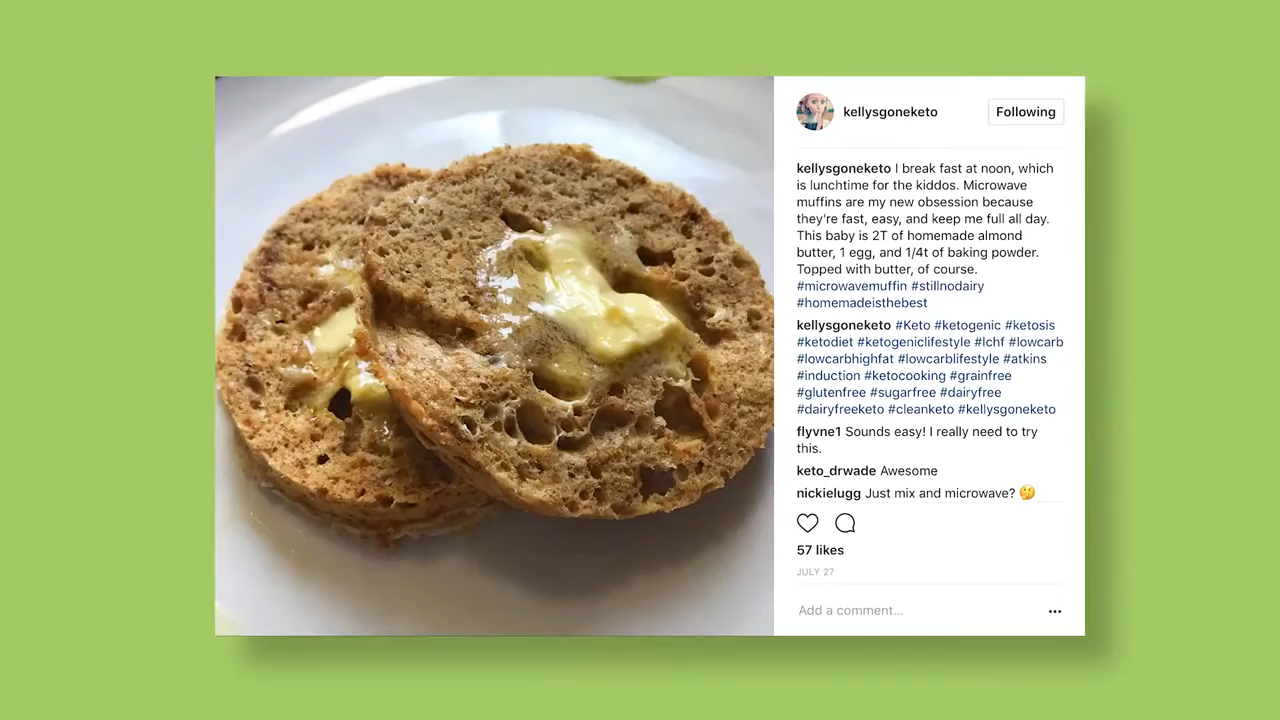 kellysgoneketo
Following
kellysgoneketo I break fast at noon, which
is lunchtime for the kiddos. Microwave
muffins are my new obsession because
they're fast, easy, and keep me full all day.
This baby is 2T of homemade almond
butter, 1 egg, and 1/4t of baking powder.
Topped with butter, of course.
#microwavemuffin #stillnodairy
#homemadeisthebest
kellysgoneketo #Keto #ketogenic #ketosis
#ketodiet #ketogeniclifestyle #lchf #lowcarb
#lowcarbhighfat #lowcarblifestyle #atkins
#induction #ketocooking #grainfree
#glutenfree #sugarfree #dairyfree
#dairyfreeketo #cleanketo #kellysgoneketo
flyvne1 Sounds easy! I really need to try
this.
keto_drwade Awesome
nickielugg Just mix and microwave? 🤔
57 likes
JULY 27
Add a comment...